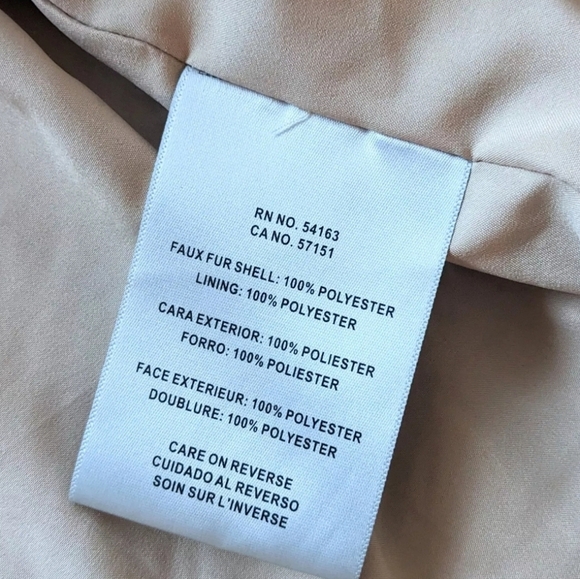 RN NO. 54163
CA NO. 57151
FAUX FUR SHELL: 100% POLYESTER
LINING: 100% POLYESTER
CARA EXTERIOR: 100% POLIESTER
FORRO: 100% POLIESTER
FACE EXTERIEUR: 100% POLYESTER
DOUBLURE: 100% POLYESTER
CARE ON REVERSE
CUIDADO AL REVERSO
SOIN SUR L'INVERSE